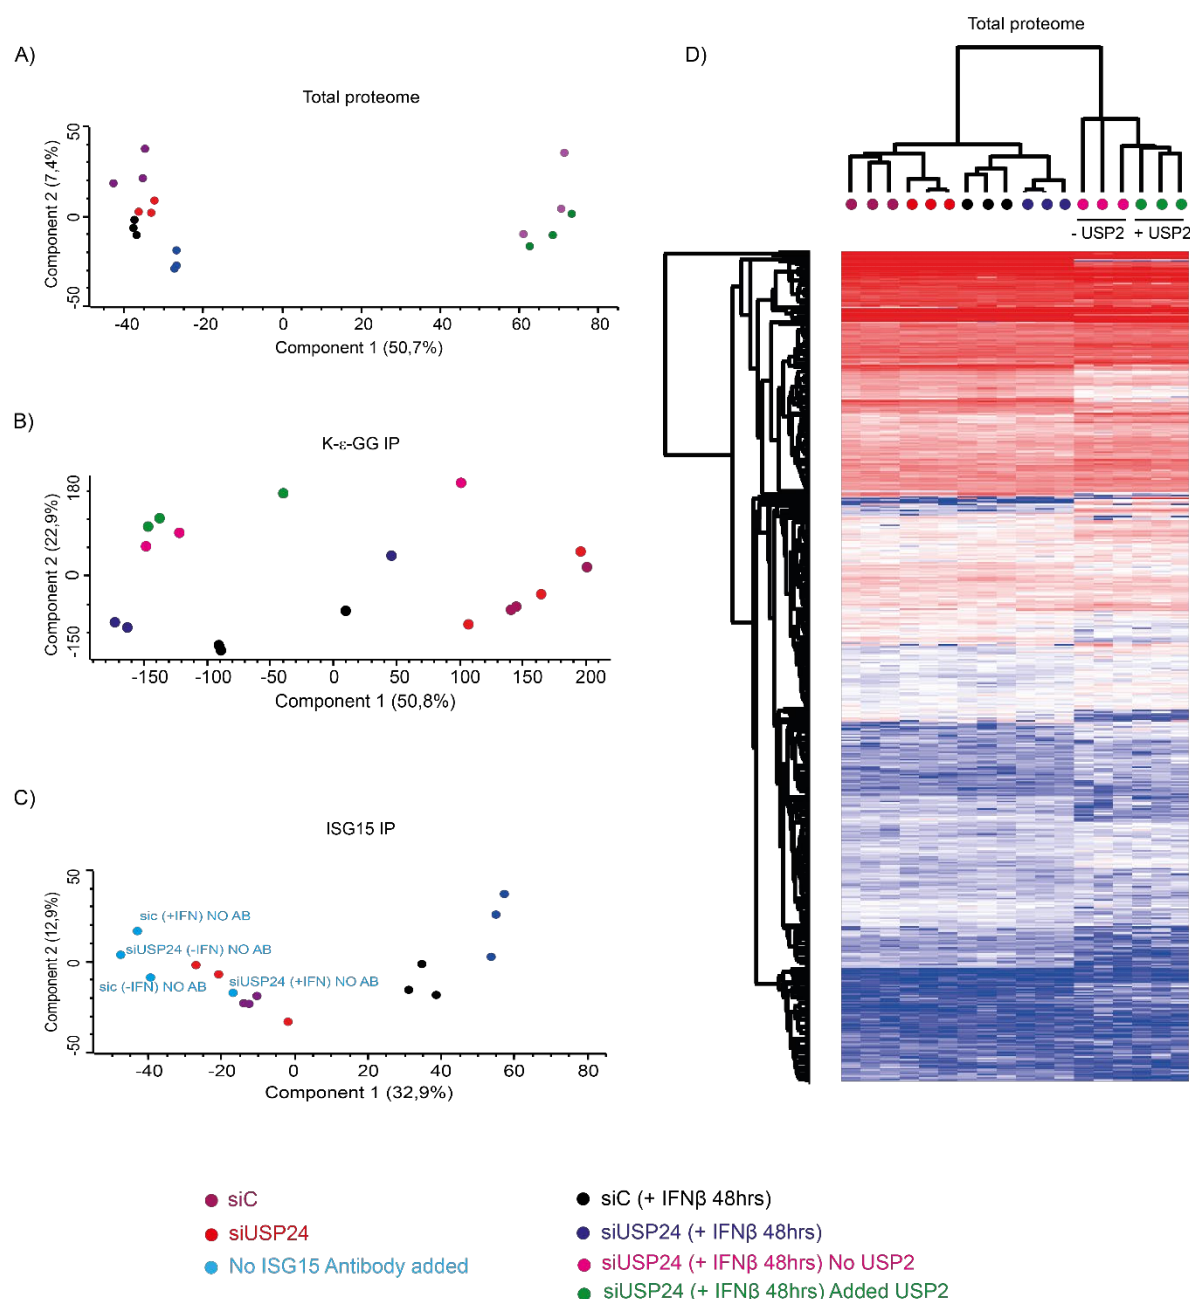 A)
Total proteome
50
0
-50
Component 2 (7,4%)
-40 -20 0 20 40 60 80
Component 1 (50,7%)
B)
K-ε-GG IP
180
0
-150
Component 2 (22,9%)
-150 -100 -50 0 50 100 150 200
Component 1 (50,8%)
C)
ISG15 IP
50
0
-50
Component 2 (12,9%)
sic (+IFN) NO AB
siUSP24 (-IFN) NO AB
sic (-IFN) NO AB
siUSP24 (+IFN) NO AB
-40 -20 0 20 40 60 80
Component 1 (32,9%)
D)
Total proteome
- USP2 + USP2
siC
siUSP24
No ISG15 Antibody added
siC (+ IFNβ 48hrs)
siUSP24 (+ IFNβ 48hrs)
siUSP24 (+ IFNβ 48hrs) No USP2
siUSP24 (+ IFNβ 48hrs) Added USP2